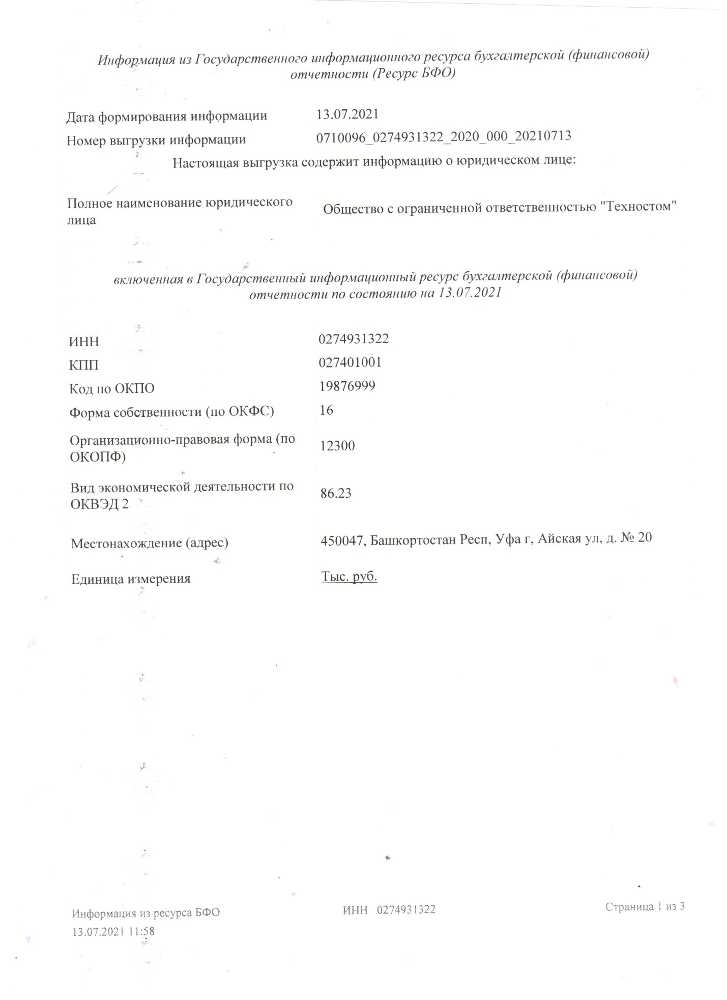 Информация из Государственного информационного ресурса бухгалтерской (финансовой)
отчетности (Ресурс БФО)
Дата формирования информации 13.07.2021
Номер выгрузки информации 0710096_0274931322_2020_000_20210713
Настоящая выгрузка содержит информацию о юридическом лице:
Полное наименование юридического
лица
Общество с ограниченной ответственностью "Техностом"
включенная в Государственный информационный ресурс бухгалтерской (финансовой)
отчетности по состоянию на 13.07.2021
ИНН 0274931322
КПП 027401001
Код по ОКПО 19876999
Форма собственности (по ОКФС) 16
Организационно-правовая форма (по
ОКОПФ)
12300
Вид экономической деятельности по
ОКВЭД 2
86.23
Местонахождение (адрес) 450047, Башкортостан Респ, Уфа г, Айская ул, д. № 20
Единица измерения Тыс. руб.
Информация из ресурса БФО ИНН 0274931322 Страница 1 из 3
13.07.2021 11:58